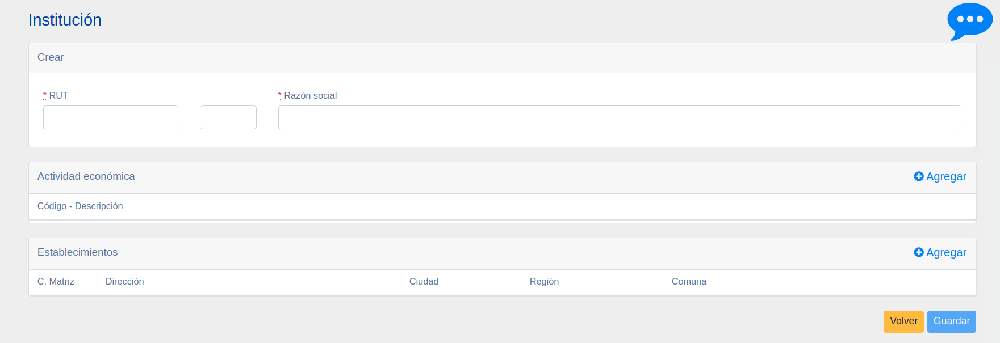 Institución
Crear
* RUT
* Razón social
Actividad económica
Agregar
Código - Descripción
Establecimientos
Agregar
C. Matriz Dirección Ciudad Región Comuna
Volver Guardar